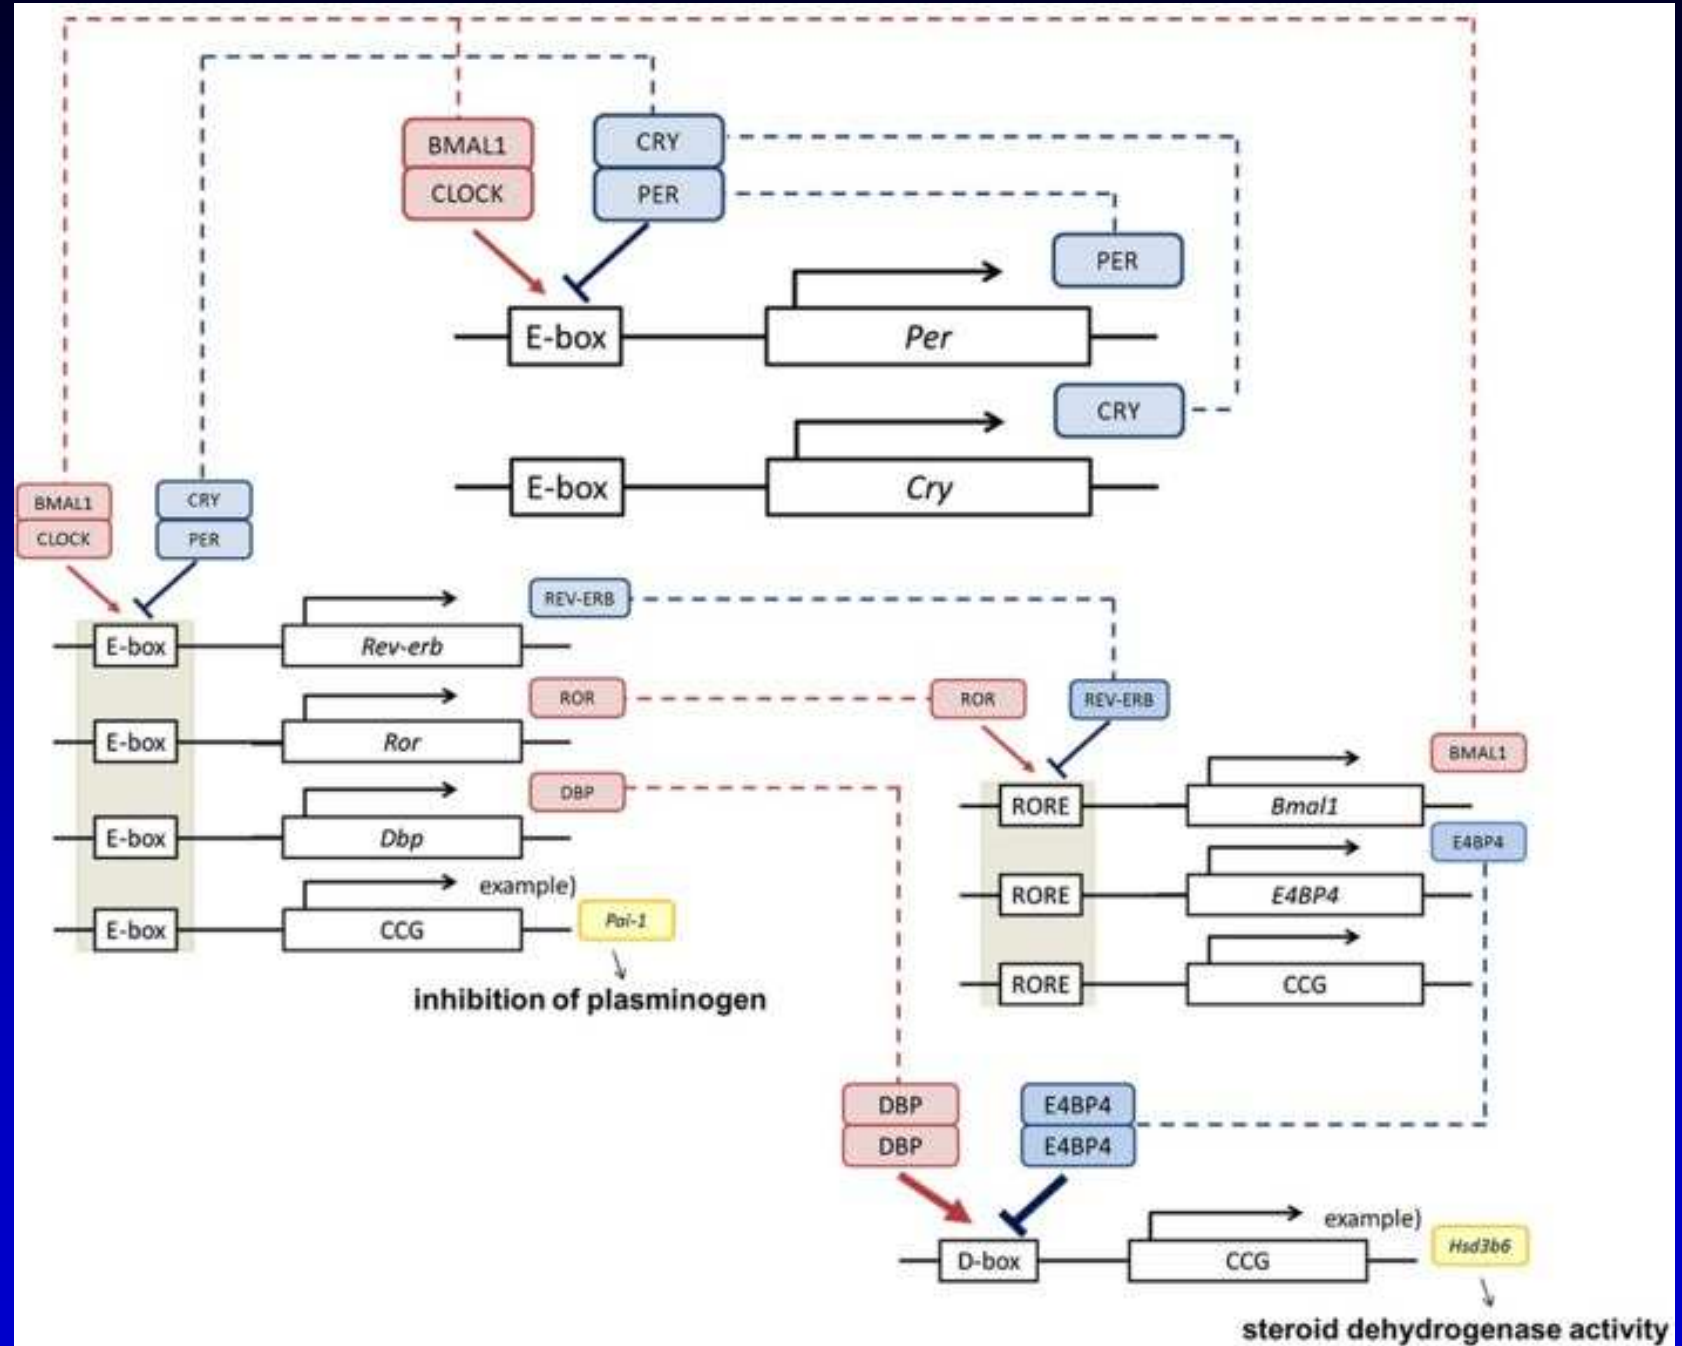 BMAL1
CLOCK
CRY
PER
PER
E-box
Per
CRY
E-box
Cry
BMAL1
CLOCK
CRY
PER
REV-ERB
E-box
Rev-erb
ROR
E-box
Ror
DBP
E-box
Dbp
example)
Pai-1
E-box
CCG
inhibition of plasminogen
ROR
REV-ERB
BMAL1
RORE
Bmal1
E4BP4
RORE
E4BP4
RORE
CCG
DBP
DBP
E4BP4
E4BP4
example)
Hsd3b6
D-box
CCG
steroid dehydrogenase activity